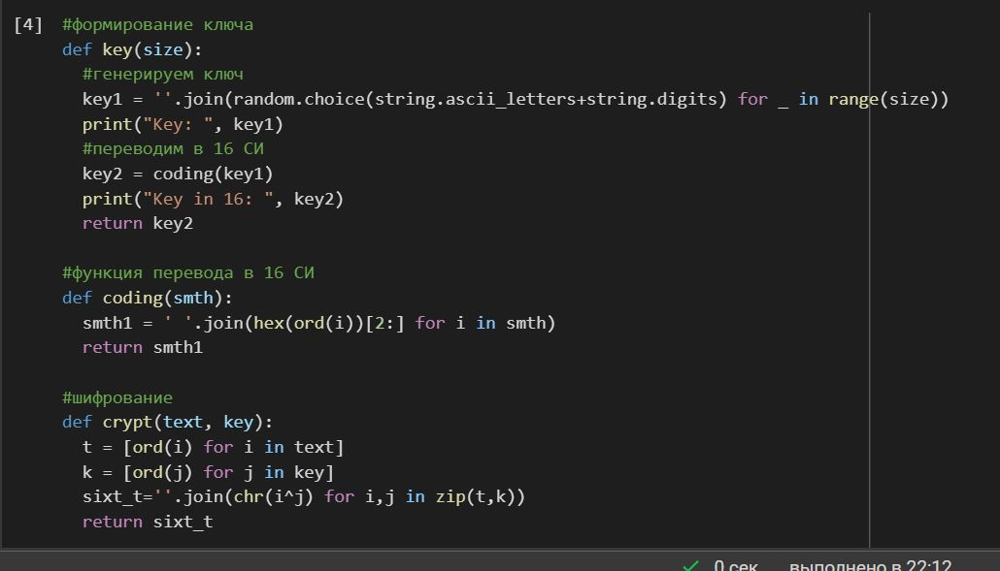 [4] #формирование ключа
def key(size):
  #генерируем ключ
  key1 = ''.join(random.choice(string.ascii_letters+string.digits) for _ in range(size))
  print("Key: ", key1)
  #переводим в 16 СИ
  key2 = coding(key1)
  print("Key in 16: ", key2)
  return key2

#функция перевода в 16 СИ
def coding(smth):
  smth1 = ' '.join(hex(ord(i))[2:] for i in smth)
  return smth1

#шифрование
def crypt(text, key):
  t = [ord(i) for i in text]
  k = [ord(j) for j in key]
  sixt_t=''.join(chr(i^j) for i,j in zip(t,k))
  return sixt_t
0 сек. выполнено в 22:12